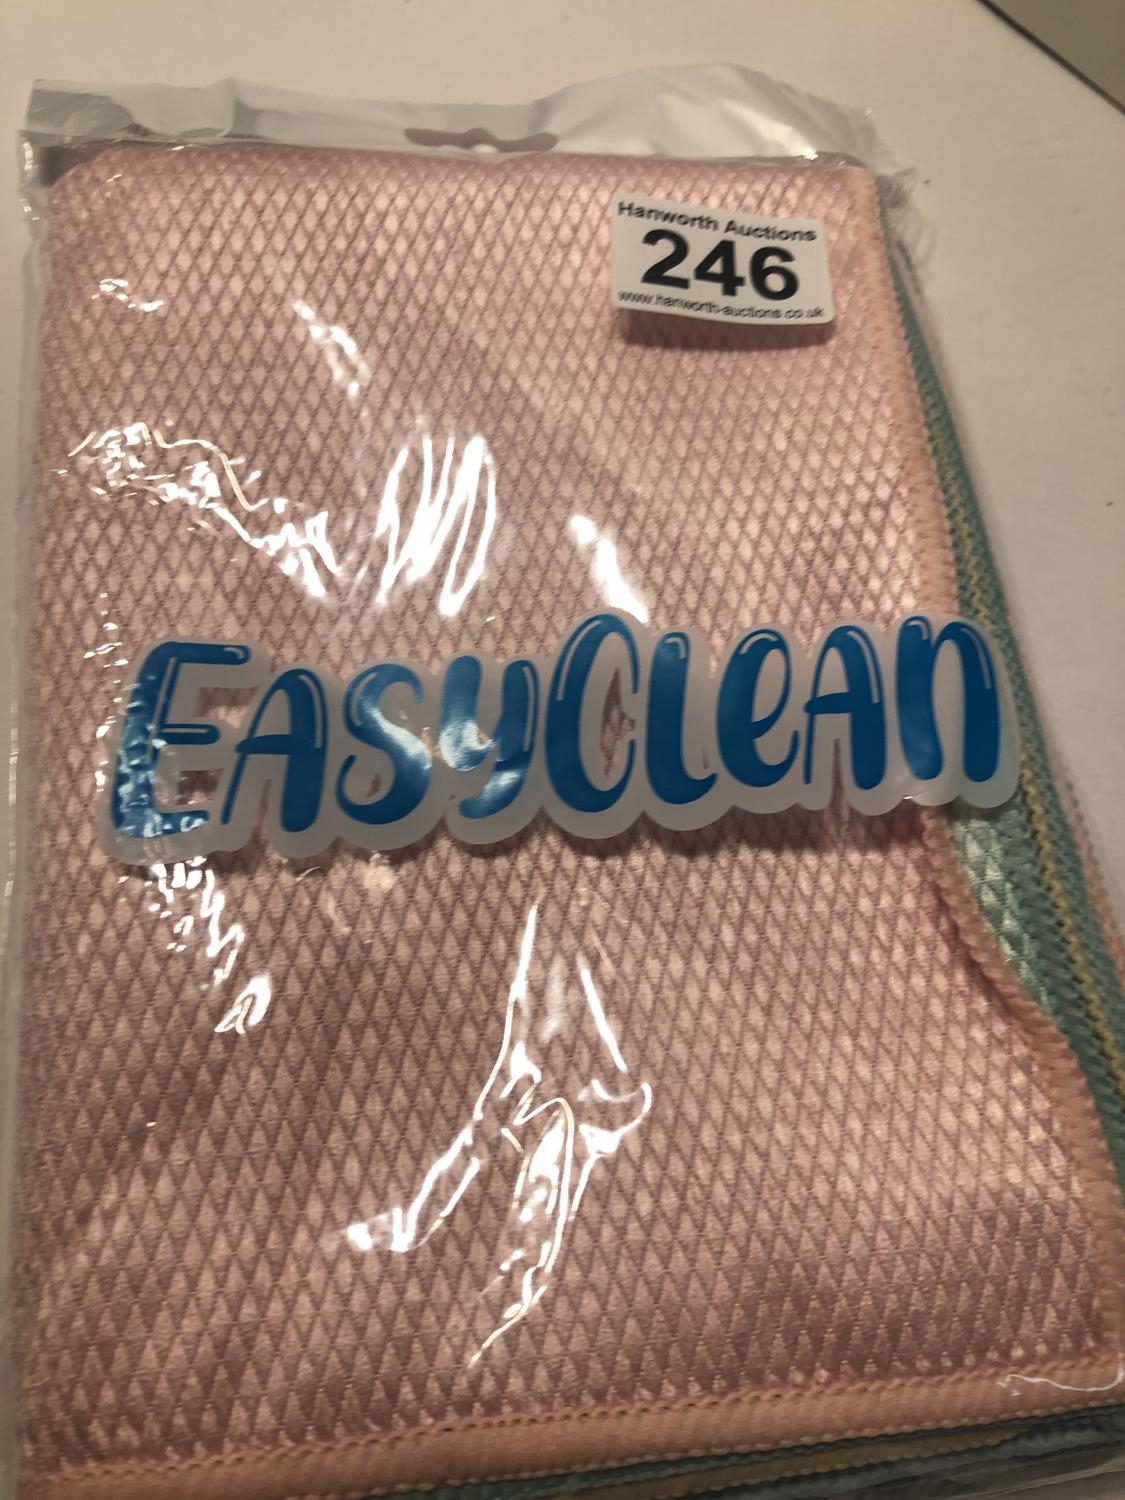 Hanworth Auctions
246
www.hanworth-auctions.co.uk
EasyClean